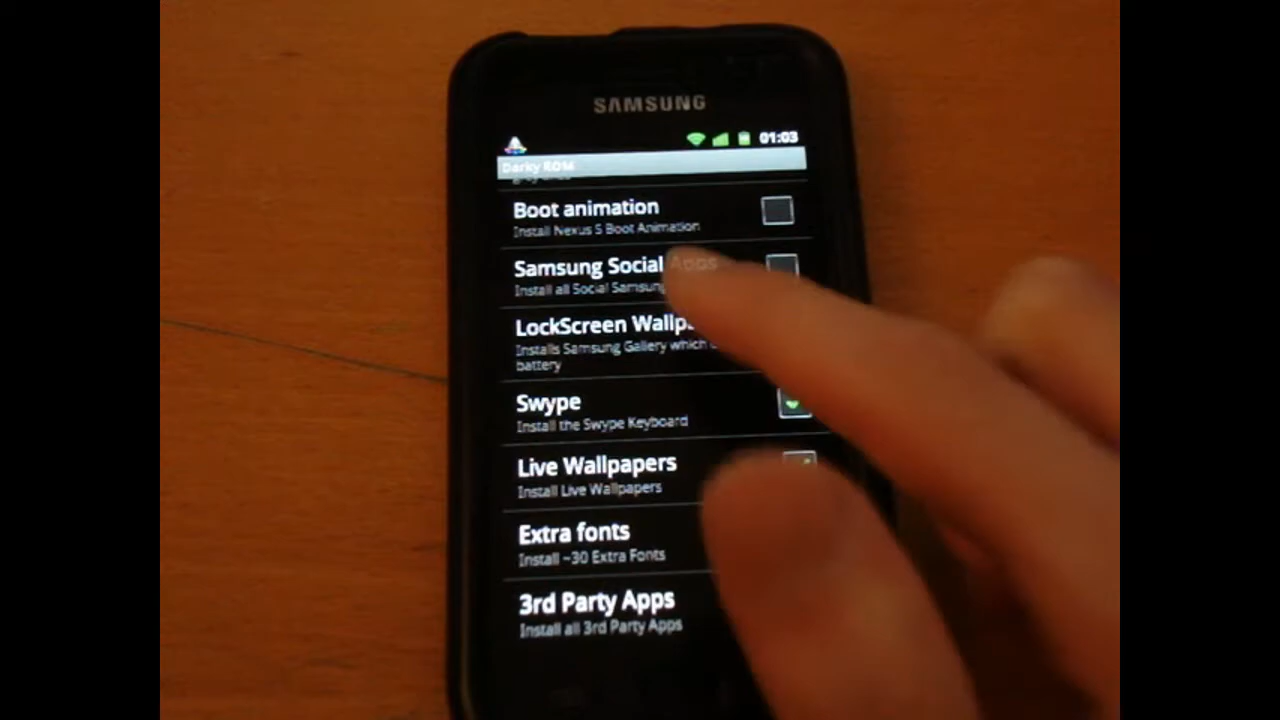 SAMSUNG
01:03
Darky ROM
Boot animation
Install Nexus S Boot Animation
Samsung Social Apps
Install all Social Samsung
LockScreen
Installs Samsung Gallery which
battery
Swype
Install the Swype Keyboard
Live Wallpapers
Install Live Wallpapers
Extra fonts
Install ~30 Extra Fonts
3rd Party Apps
Install all 3rd Party Apps